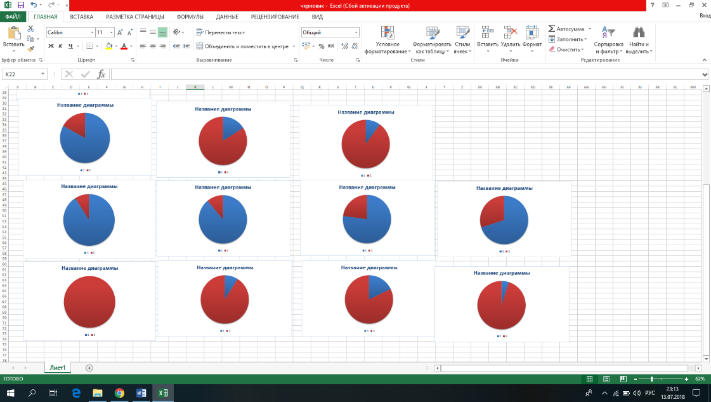 черновик - Excel (Сбой активации продукта)
ФАЙЛ ГЛАВНАЯ ВСТАВКА РАЗМЕТКА СТРАНИЦЫ ФОРМУЛЫ ДАННЫЕ РЕЦЕНЗИРОВАНИЕ ВИД
Вход
Вставить
Calibri 11
Ж К Ч
Перенести текст
Объединить и поместить в центре
Общий
Условное форматирование
Форматировать как таблицу
Стили ячеек
Вставить Удалить Формат
Автосумма
Заполнить
Очистить
Сортировка и фильтр
Найти и выделить
Буфер обмена Шрифт Выравнивание Число Стили Ячейки Редактирование
K22
Название диаграммы
Название диаграммы
Название диаграммы
Название диаграммы
Название диаграммы
Название диаграммы
Название диаграммы
Название диаграммы
Название диаграммы
Название диаграммы
Название диаграммы
Лист1
ГОТОВО
62%
РУС
23:13
13.07.2018